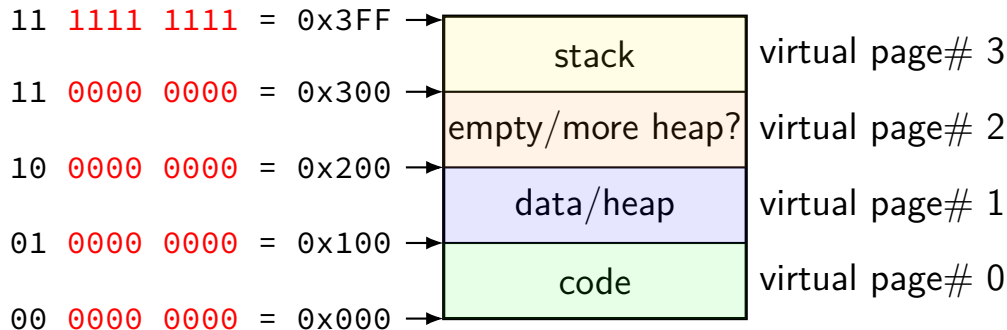 11 1111 1111 = 0x3FF
stack
virtual page# 3
11 0000 0000 = 0x300
empty/more heap?
virtual page# 2
10 0000 0000 = 0x200
data/heap
virtual page# 1
01 0000 0000 = 0x100
code
virtual page# 0
00 0000 0000 = 0x000